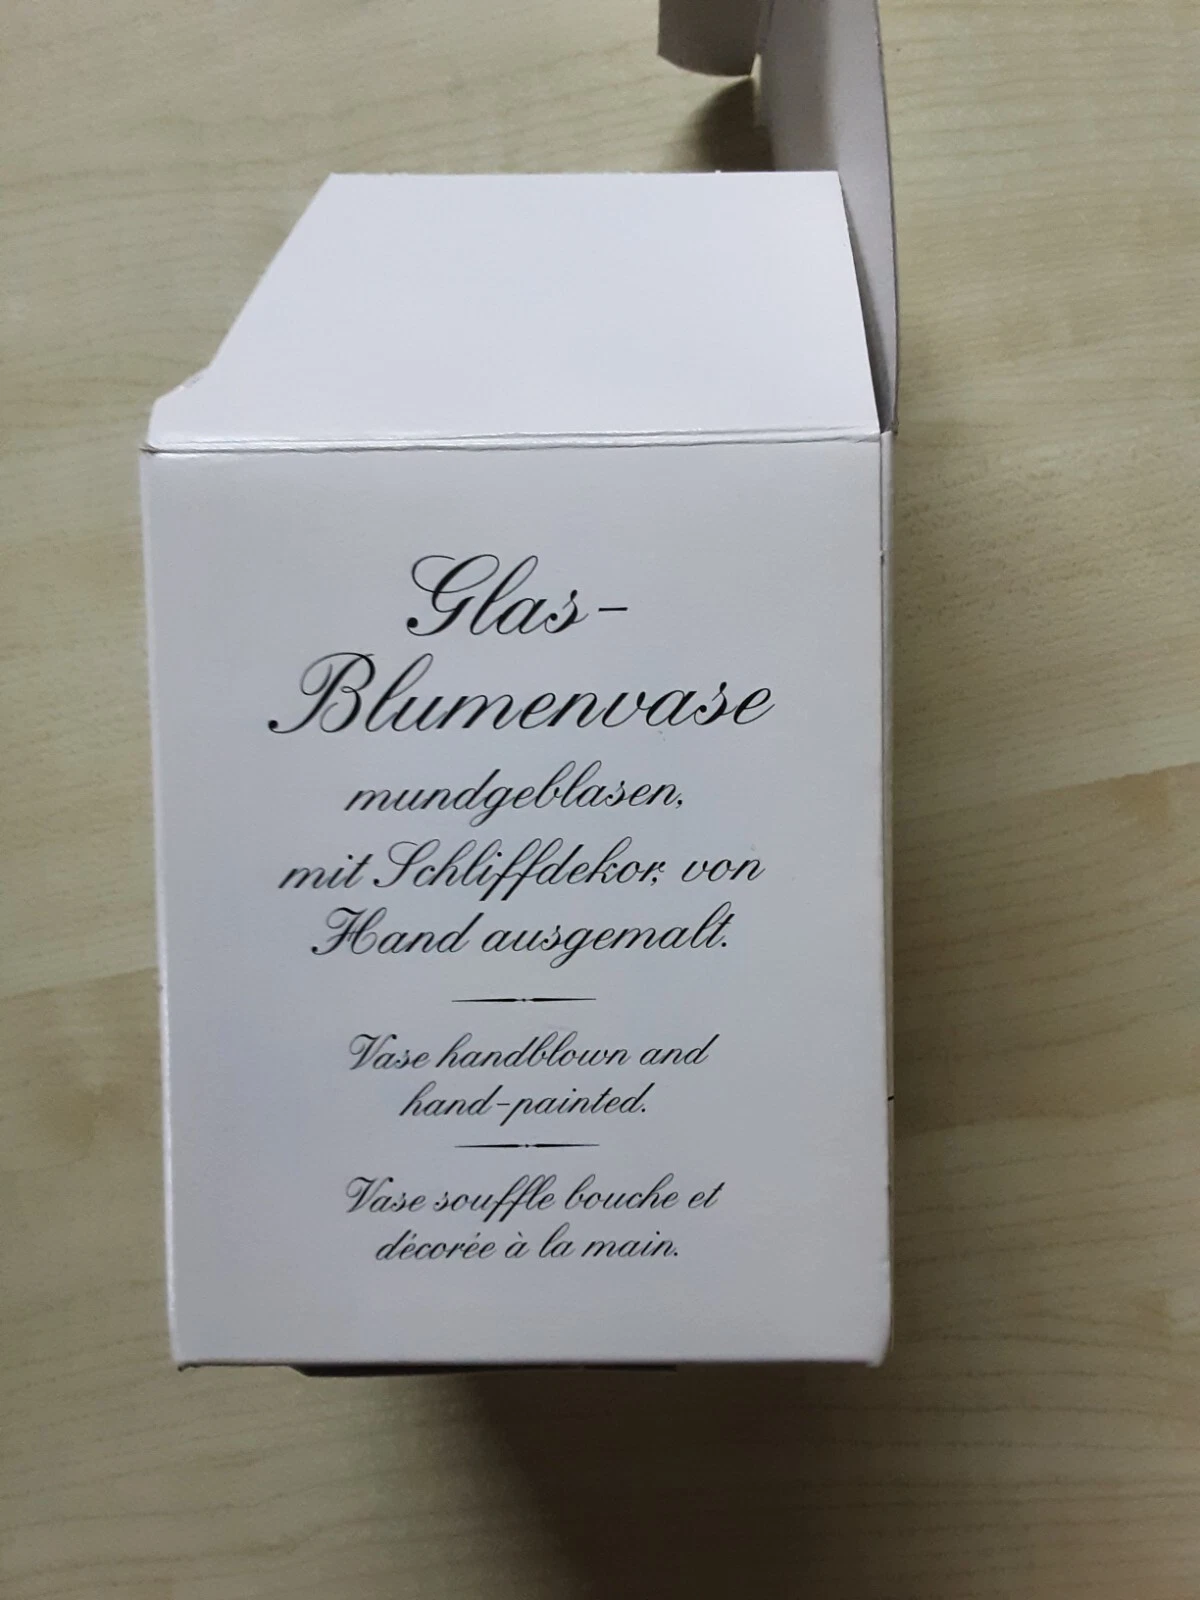 Glas-
Blumenvase
mundgeblasen,
mit Schliffdekor, von
Hand ausgemalt.
Vase handblown and
hand-painted.
Vase souffle bouche et
décorée à la main.